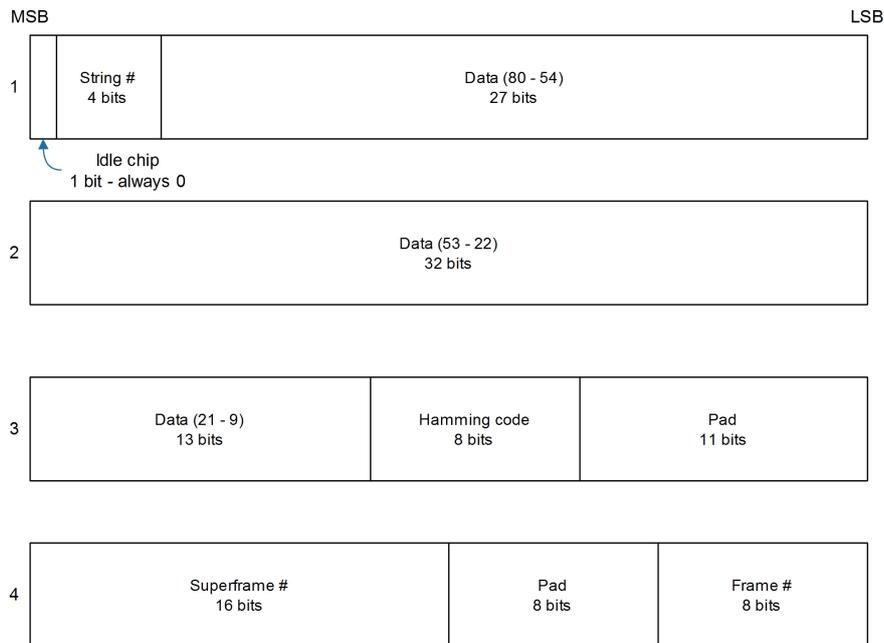 MSB
LSB
1
String #
4 bits
Data (80 - 54)
27 bits
Idle chip
1 bit - always 0
2
Data (53 - 22)
32 bits
3
Data (21 - 9)
13 bits
Hamming code
8 bits
Pad
11 bits
4
Superframe #
16 bits
Pad
8 bits
Frame #
8 bits